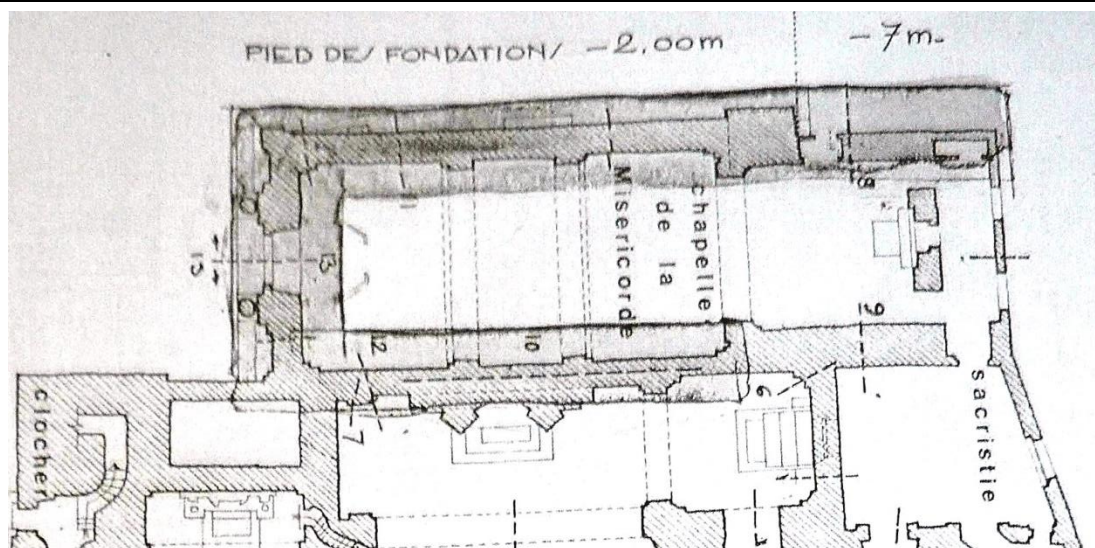 PIED DES FONDATIONS -2.00m
-7m.
chapelle
de la
Misericorde
11
8
13
13
12
10
9
7
6
clocher
sacristie